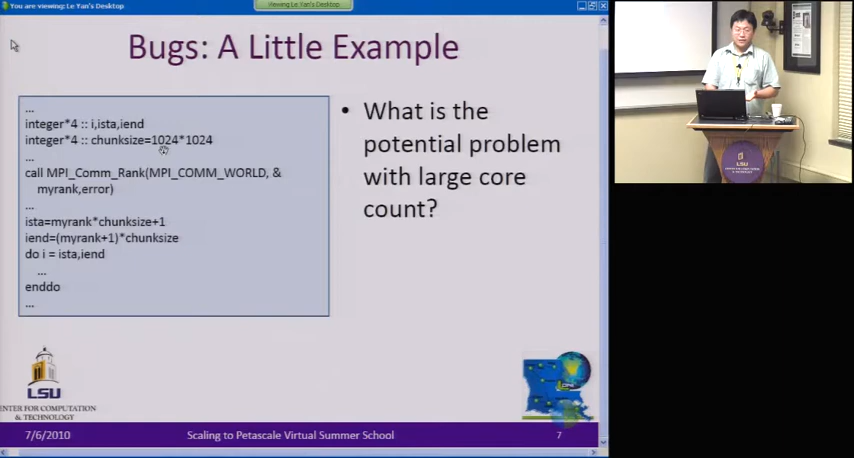 You are viewing: Le Yan's Desktop
Viewing Le Yan's Desktop
Bugs: A Little Example
...
integer*4 :: i,ista,iend
integer*4 :: chunksize=1024*1024
...
call MPI_Comm_Rank(MPI_COMM_WORLD, &
myrank,error)
...
ista=myrank*chunksize+1
iend=(myrank+1)*chunksize
do i = ista,iend
...
enddo
...
• What is the
potential problem
with large core
count?
LSU
CENTER FOR COMPUTATION
& TECHNOLOGY
7/6/2010
Scaling to Petascale Virtual Summer School
7